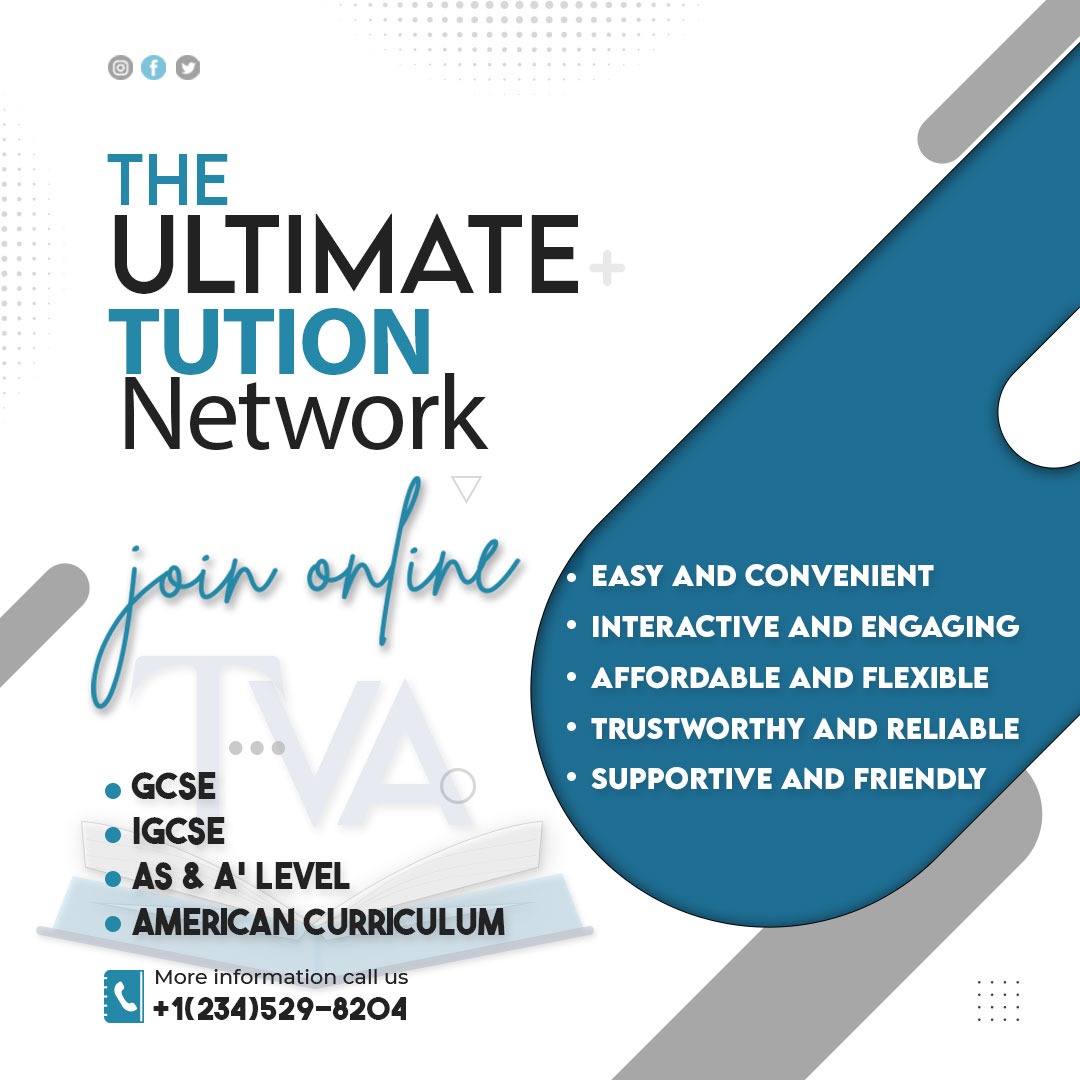 THE
ULTIMATE
TUTION
Network
join online
• EASY AND CONVENIENT
• INTERACTIVE AND ENGAGING
• AFFORDABLE AND FLEXIBLE
• TRUSTWORTHY AND RELIABLE
• SUPPORTIVE AND FRIENDLY
TVA
• GCSE
• IGCSE
• AS & A' LEVEL
• AMERICAN CURRICULUM
More information call us
+1(234)529-8204